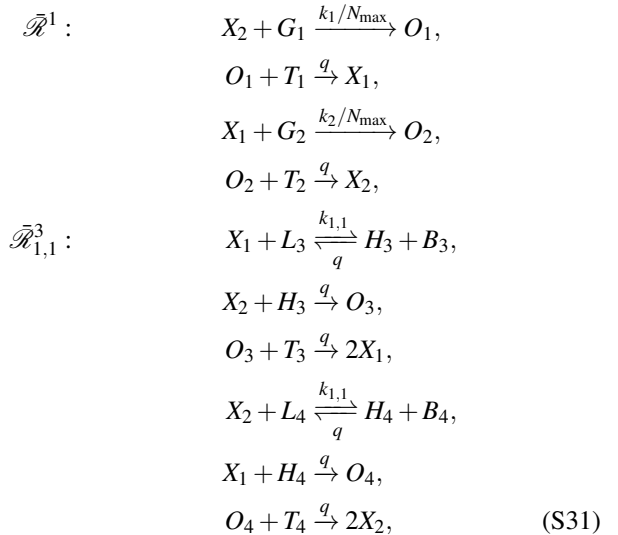 ℛ̄¹ : X₂ + G₁ —k₁/N_max→ O₁,
O₁ + T₁ —q→ X₁,
X₁ + G₂ —k₂/N_max→ O₂,
O₂ + T₂ —q→ X₂,
ℛ̄³₁,₁ : X₁ + L₃ ⇌[k₁,₁][q] H₃ + B₃,
X₂ + H₃ —q→ O₃,
O₃ + T₃ —q→ 2X₁,
X₂ + L₄ ⇌[k₁,₁][q] H₄ + B₄,
X₁ + H₄ —q→ O₄,
O₄ + T₄ —q→ 2X₂, (S31)